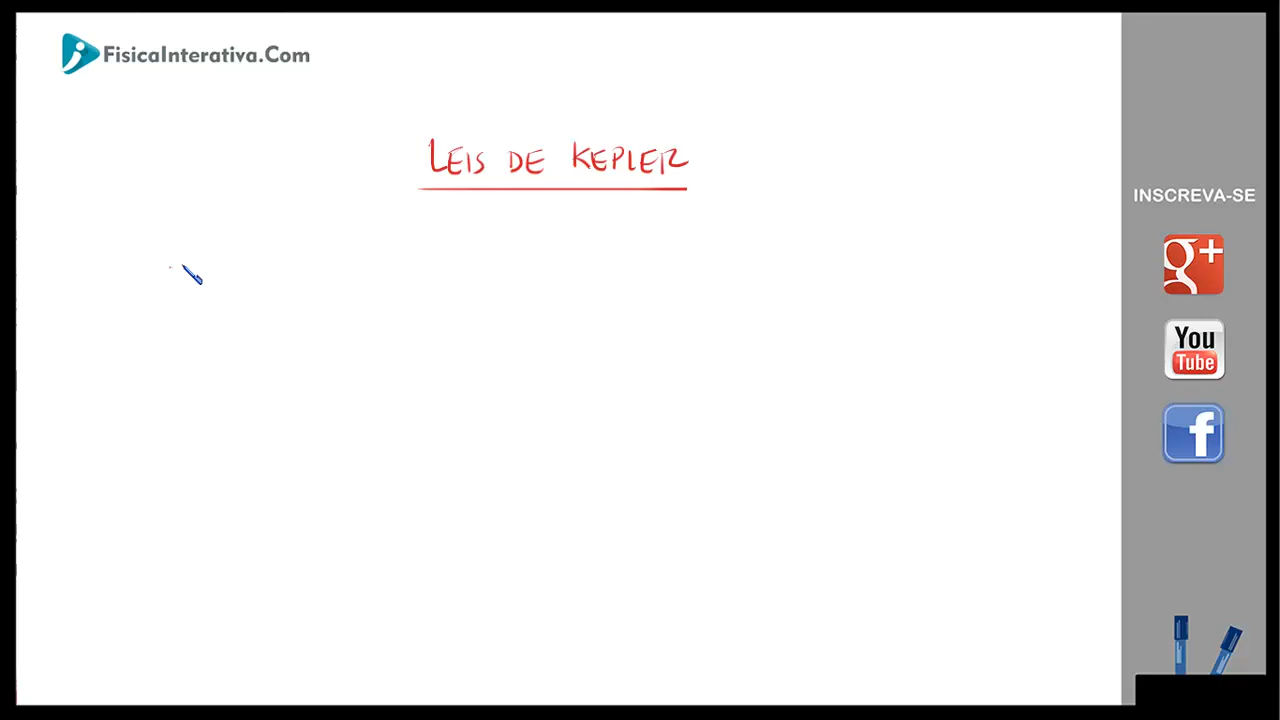 FisicaInterativa.Com
LEIS DE KEPLER
INSCREVA-SE
g+
You
Tube
f